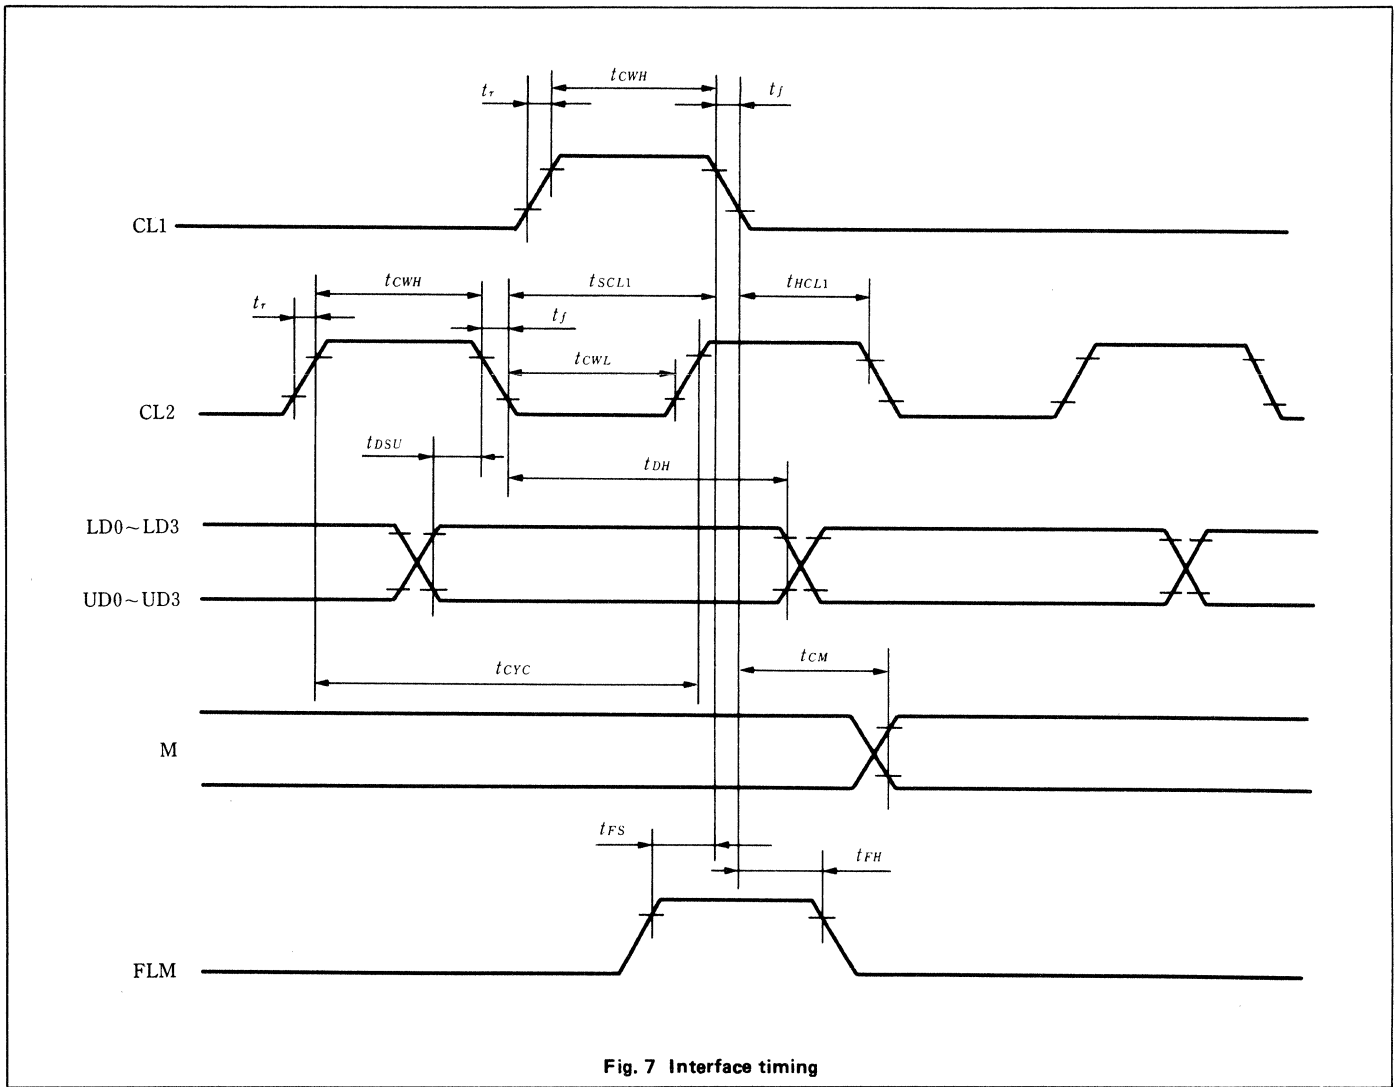 tCWH
tr
tf
CL1
tCWH
tSCL1
tHCL1
tr
tf
tCWL
CL2
tDSU
tDH
LD0~LD3
UD0~UD3
tCYC
tCM
M
tFS
tFH
FLM
Fig. 7 Interface timing